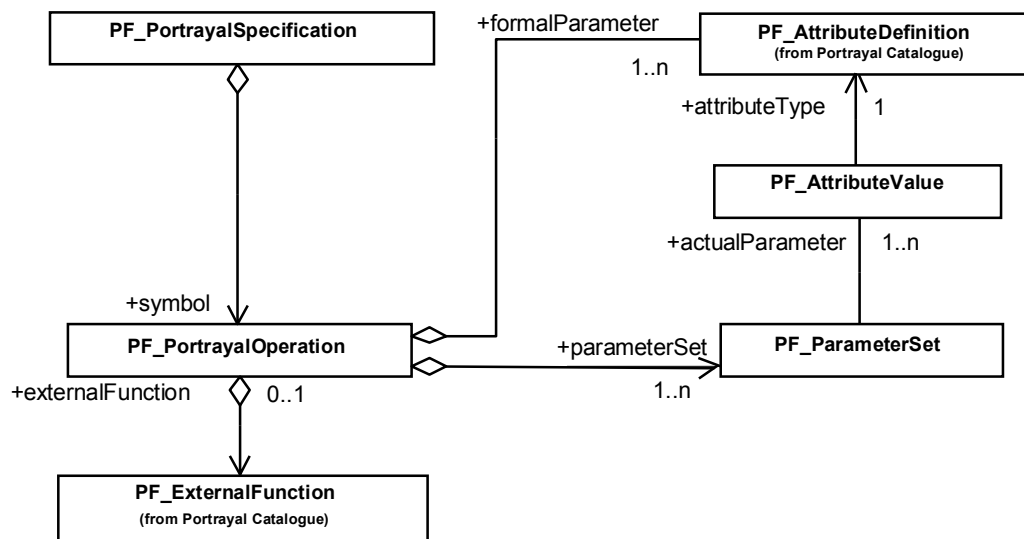 PF_PortrayalSpecification
+formalParameter
1..n
PF_AttributeDefinition
(from Portrayal Catalogue)
+attributeType
1
PF_AttributeValue
+actualParameter
1..n
+symbol
PF_PortrayalOperation
+parameterSet
1..n
PF_ParameterSet
+externalFunction
0..1
PF_ExternalFunction
(from Portrayal Catalogue)